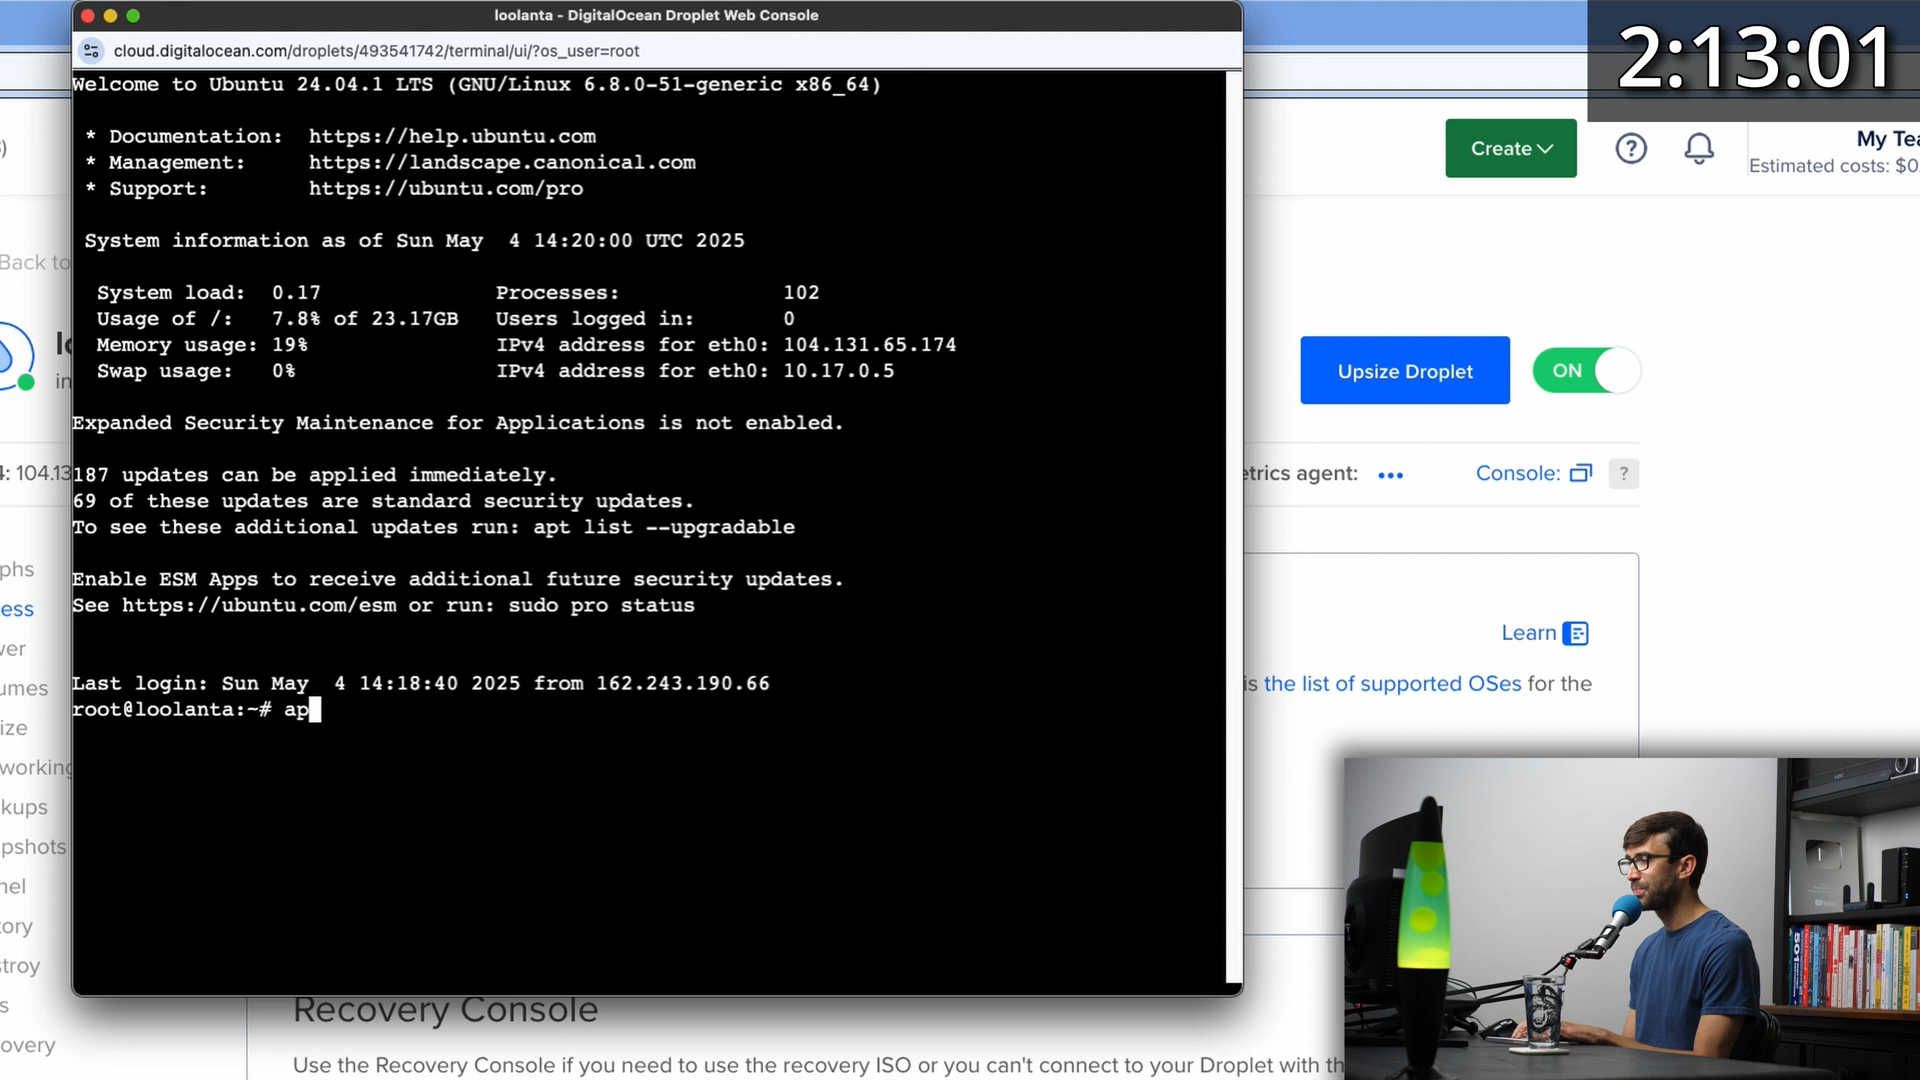 loolanta - DigitalOcean Droplet Web Console
2:13:01
cloud.digitalocean.com/droplets/493541742/terminal/ui/?os_user=root
Welcome to Ubuntu 24.04.1 LTS (GNU/Linux 6.8.0-51-generic x86_64)
* Documentation: https://help.ubuntu.com
* Management: https://landscape.canonical.com
* Support: https://ubuntu.com/pro
System information as of Sun May 4 14:20:00 UTC 2025
System load: 0.17 Processes: 102
Usage of /: 7.8% of 23.17GB Users logged in: 0
Memory usage: 19% IPv4 address for eth0: 104.131.65.174
Swap usage: 0% IPv4 address for eth0: 10.17.0.5
Expanded Security Maintenance for Applications is not enabled.
187 updates can be applied immediately.
69 of these updates are standard security updates.
To see these additional updates run: apt list --upgradable
Enable ESM Apps to receive additional future security updates.
See https://ubuntu.com/esm or run: sudo pro status
Last login: Sun May 4 14:18:40 2025 from 162.243.190.66
root@loolanta:~# ap
Create
?
My Tea
Estimated costs: $0
Back to
lo
in
Upsize Droplet
ON
4: 104.13
etrics agent:
Console:
?
phs
ess
ver
umes
ize
working
kups
pshots
nel
tory
stroy
s
overy
Learn
is the list of supported OSes for the
Recovery Console
Use the Recovery Console if you need to use the recovery ISO or you can't connect to your Droplet with th